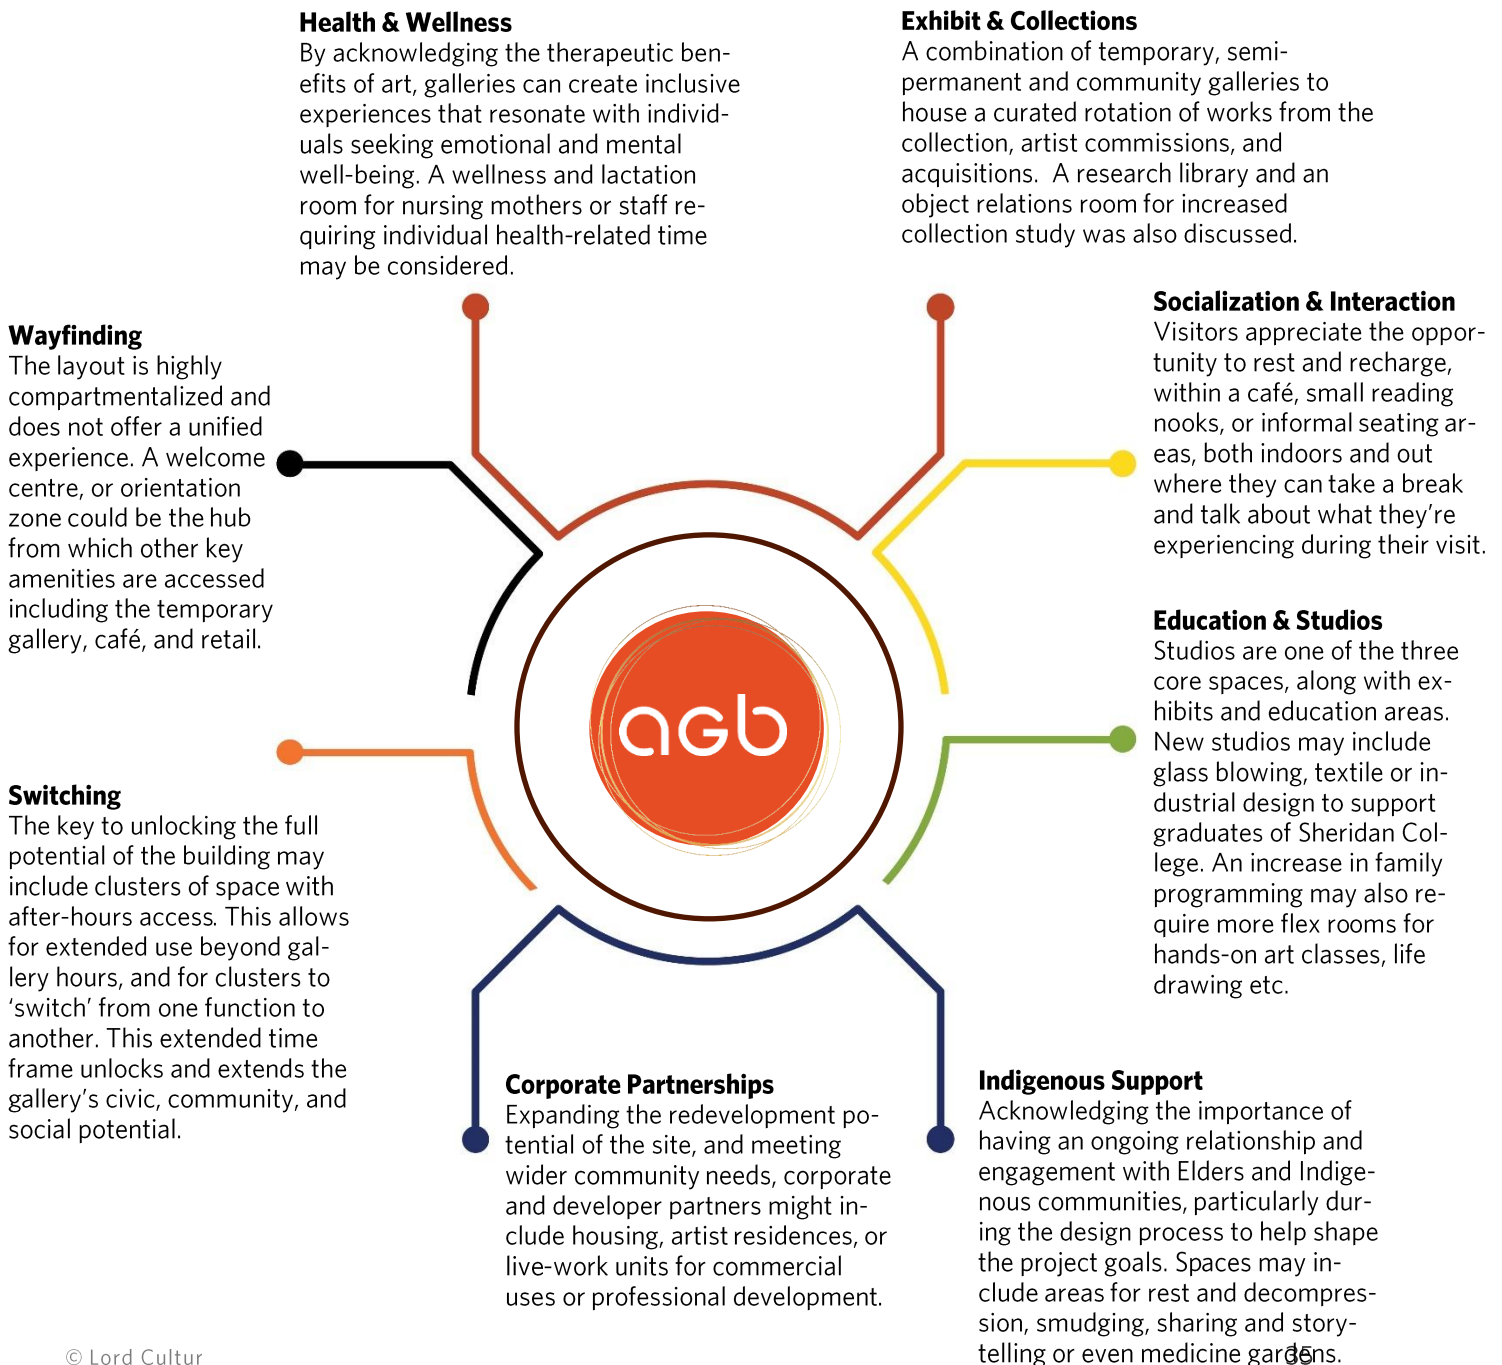 Health & Wellness
By acknowledging the therapeutic ben-
efits of art, galleries can create inclusive
experiences that resonate with individ-
uals seeking emotional and mental
well-being. A wellness and lactation
room for nursing mothers or staff re-
quiring individual health-related time
may be considered.
Exhibit & Collections
A combination of temporary, semi-
permanent and community galleries to
house a curated rotation of works from the
collection, artist commissions, and
acquisitions.  A research library and an
object relations room for increased
collection study was also discussed.
Socialization & Interaction
Visitors appreciate the oppor-
tunity to rest and recharge,
within a café, small reading
nooks, or informal seating ar-
eas, both indoors and out
where they can take a break
and talk about what they're
experiencing during their visit.
Wayfinding
The layout is highly
compartmentalized and
does not offer a unified
experience. A welcome
centre, or orientation
zone could be the hub
from which other key
amenities are accessed
including the temporary
gallery, café, and retail.
Education & Studios
Studios are one of the three
core spaces, along with ex-
hibits and education areas.
New studios may include
glass blowing, textile or in-
dustrial design to support
graduates of Sheridan Col-
lege. An increase in family
programming may also re-
quire more flex rooms for
hands-on art classes, life
drawing etc.
agb
Switching
The key to unlocking the full
potential of the building may
include clusters of space with
after-hours access. This allows
for extended use beyond gal-
lery hours, and for clusters to
‘switch’ from one function to
another. This extended time
frame unlocks and extends the
gallery's civic, community, and
social potential.
Corporate Partnerships
Expanding the redevelopment po-
tential of the site, and meeting
wider community needs, corporate
and developer partners might in-
clude housing, artist residences, or
live-work units for commercial
uses or professional development.
Indigenous Support
Acknowledging the importance of
having an ongoing relationship and
engagement with Elders and Indige-
nous communities, particularly dur-
ing the design process to help shape
the project goals. Spaces may in-
clude areas for rest and decompres-
sion, smudging, sharing and story-
telling or even medicine gardens.
35
© Lord Cultur